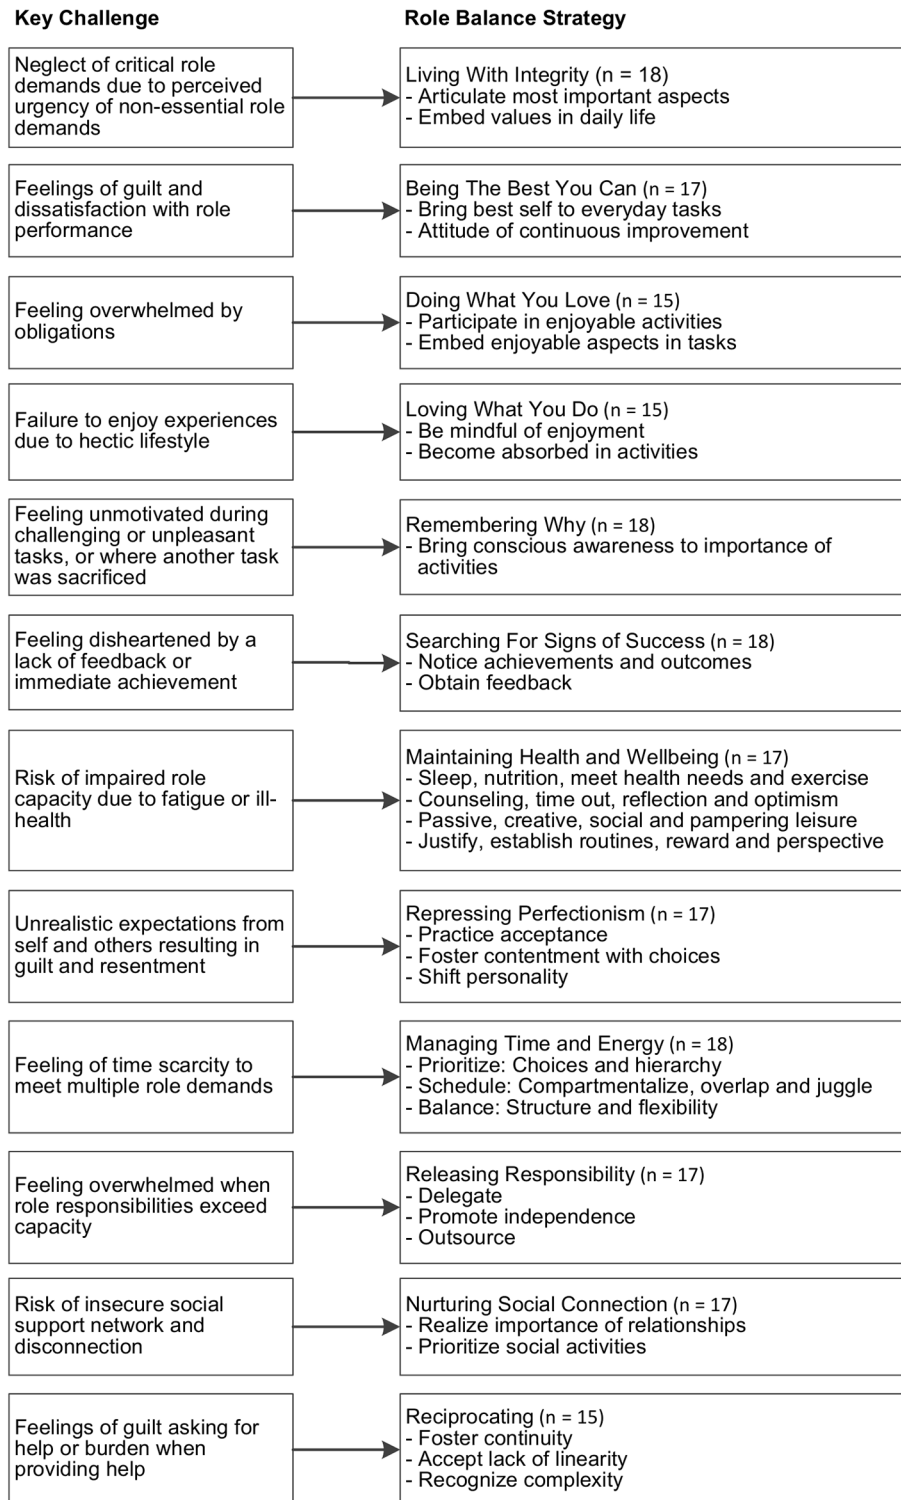 Key Challenge
Role Balance Strategy
Neglect of critical role
demands due to perceived
urgency of non-essential role
demands
Living With Integrity (n = 18)
- Articulate most important aspects
- Embed values in daily life
Feelings of guilt and
dissatisfaction with role
performance
Being The Best You Can (n = 17)
- Bring best self to everyday tasks
- Attitude of continuous improvement
Feeling overwhelmed by
obligations
Doing What You Love (n = 15)
- Participate in enjoyable activities
- Embed enjoyable aspects in tasks
Failure to enjoy experiences
due to hectic lifestyle
Loving What You Do (n = 15)
- Be mindful of enjoyment
- Become absorbed in activities
Feeling unmotivated during
challenging or unpleasant
tasks, or where another task
was sacrificed
Remembering Why (n = 18)
- Bring conscious awareness to importance of
activities
Feeling disheartened by a
lack of feedback or
immediate achievement
Searching For Signs of Success (n = 18)
- Notice achievements and outcomes
- Obtain feedback
Risk of impaired role
capacity due to fatigue or ill-
health
Maintaining Health and Wellbeing (n = 17)
- Sleep, nutrition, meet health needs and exercise
- Counseling, time out, reflection and optimism
- Passive, creative, social and pampering leisure
- Justify, establish routines, reward and perspective
Unrealistic expectations from
self and others resulting in
guilt and resentment
Repressing Perfectionism (n = 17)
- Practice acceptance
- Foster contentment with choices
- Shift personality
Feeling of time scarcity to
meet multiple role demands
Managing Time and Energy (n = 18)
- Prioritize: Choices and hierarchy
- Schedule: Compartmentalize, overlap and juggle
- Balance: Structure and flexibility
Feeling overwhelmed when
role responsibilities exceed
capacity
Releasing Responsibility (n = 17)
- Delegate
- Promote independence
- Outsource
Risk of insecure social
support network and
disconnection
Nurturing Social Connection (n = 17)
- Realize importance of relationships
- Prioritize social activities
Feelings of guilt asking for
help or burden when
providing help
Reciprocating (n = 15)
- Foster continuity
- Accept lack of linearity
- Recognize complexity